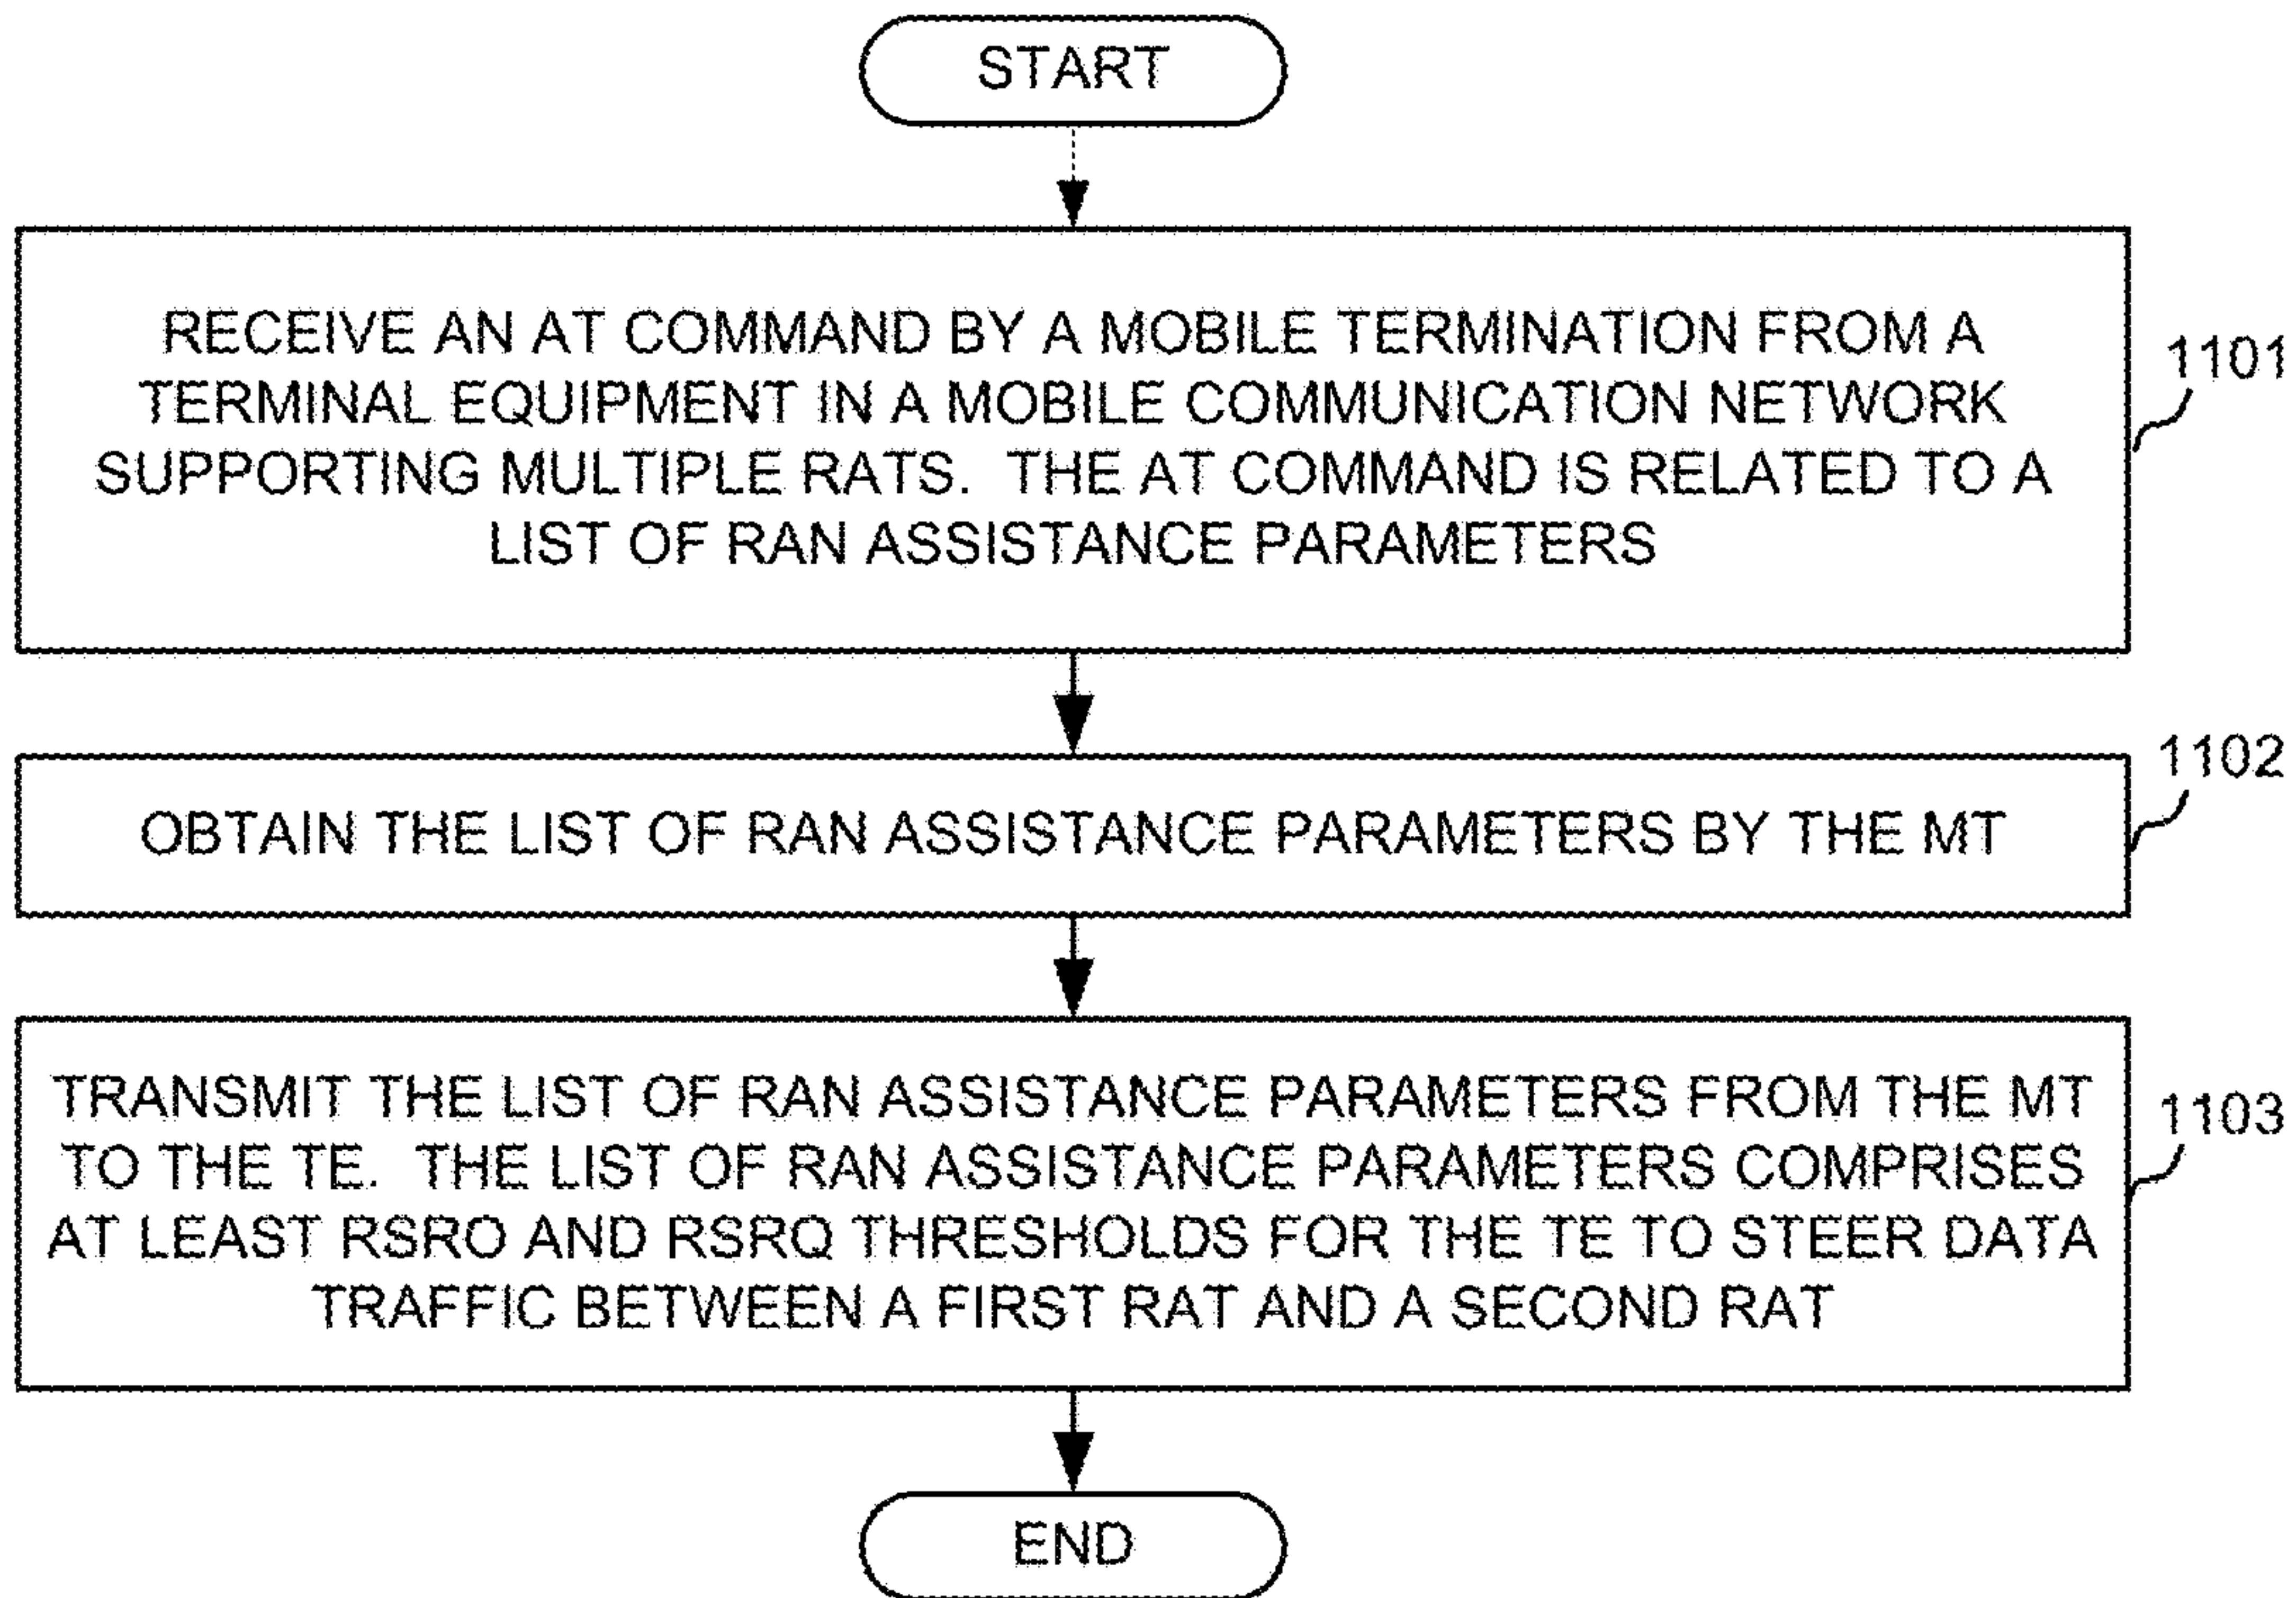 START
RECEIVE AN AT COMMAND BY A MOBILE TERMINATION FROM A
TERMINAL EQUIPMENT IN A MOBILE COMMUNICATION NETWORK
SUPPORTING MULTIPLE RATS. THE AT COMMAND IS RELATED TO A
LIST OF RAN ASSISTANCE PARAMETERS
1101
1102
OBTAIN THE LIST OF RAN ASSISTANCE PARAMETERS BY THE MT
TRANSMIT THE LIST OF RAN ASSISTANCE PARAMETERS FROM THE MT
TO THE TE. THE LIST OF RAN ASSISTANCE PARAMETERS COMPRISES
AT LEAST RSRO AND RSRQ THRESHOLDS FOR THE TE TO STEER DATA
TRAFFIC BETWEEN A FIRST RAT AND A SECOND RAT
1103
END